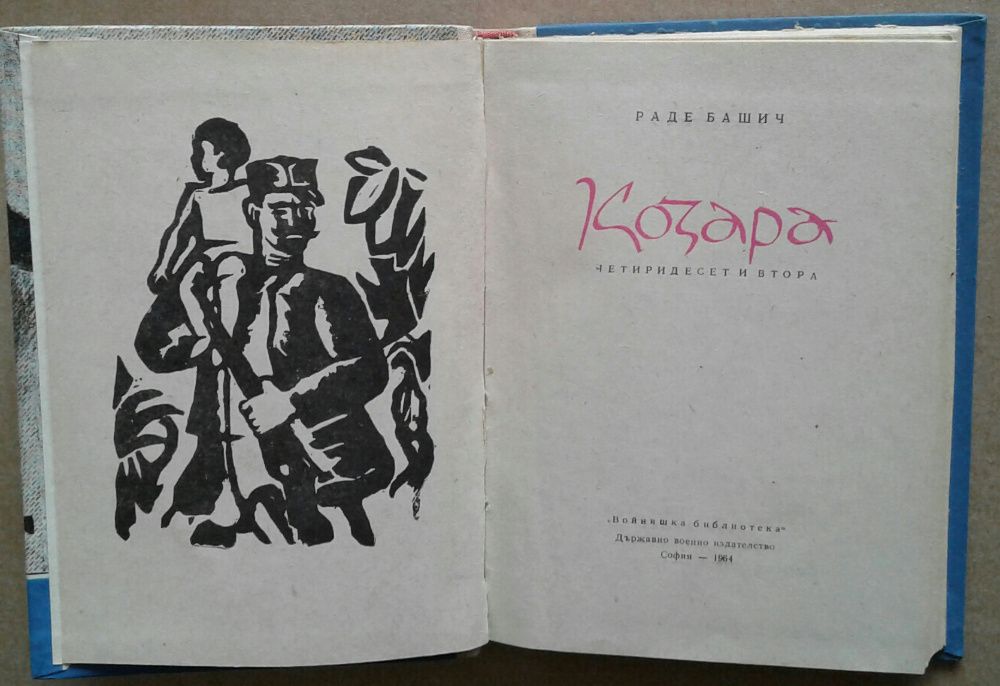 РАДЕ БАШИЧ
Козара
ЧЕТИРИДЕСЕТ И ВТОРА
„Войнишка библиотека“
Държавно военно издателство
София — 1964